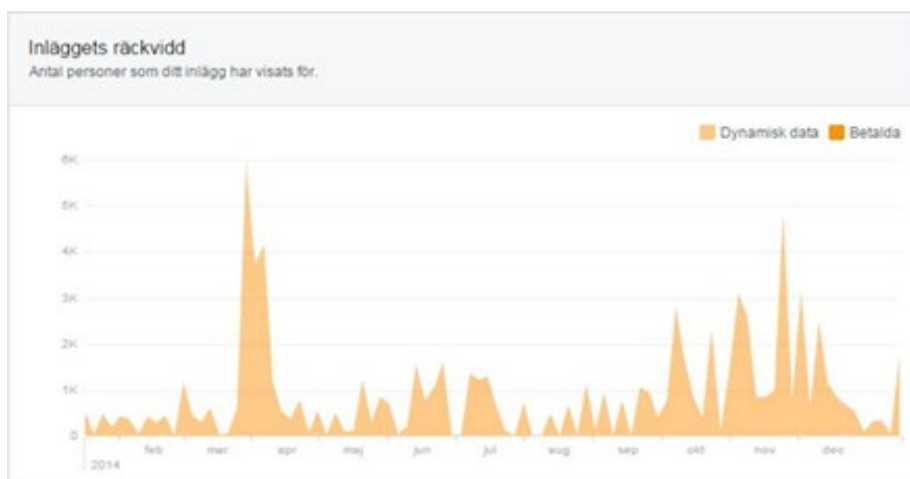 Inläggets räckvidd
Antal personer som ditt inlägg har visats för.
Dynamisk data Betalda
6K
5K
4K
3K
2K
1K
0
feb mar apr maj jun jul aug sep okt nov dec
2014